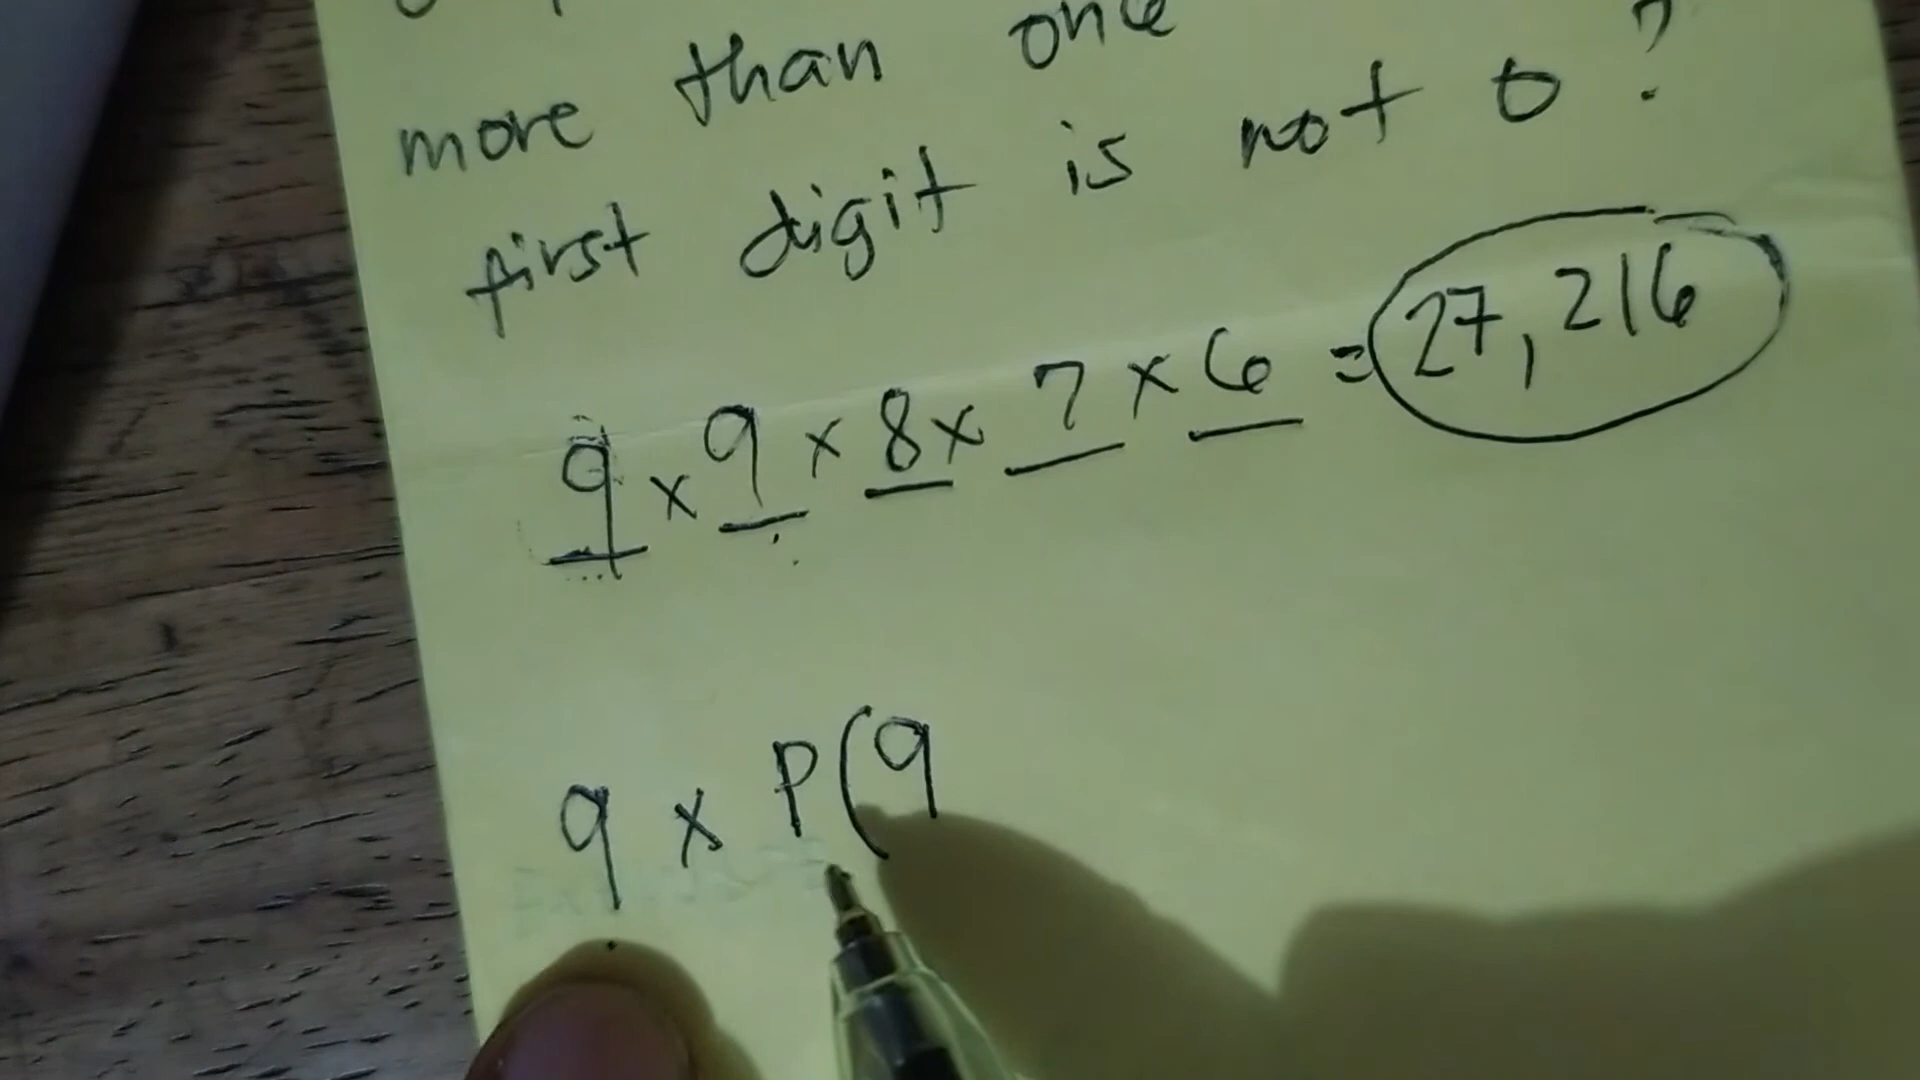 more than one
first digit is not 0?
9 x 9 x 8 x 7 x 6 = 27,216
9 x P(9